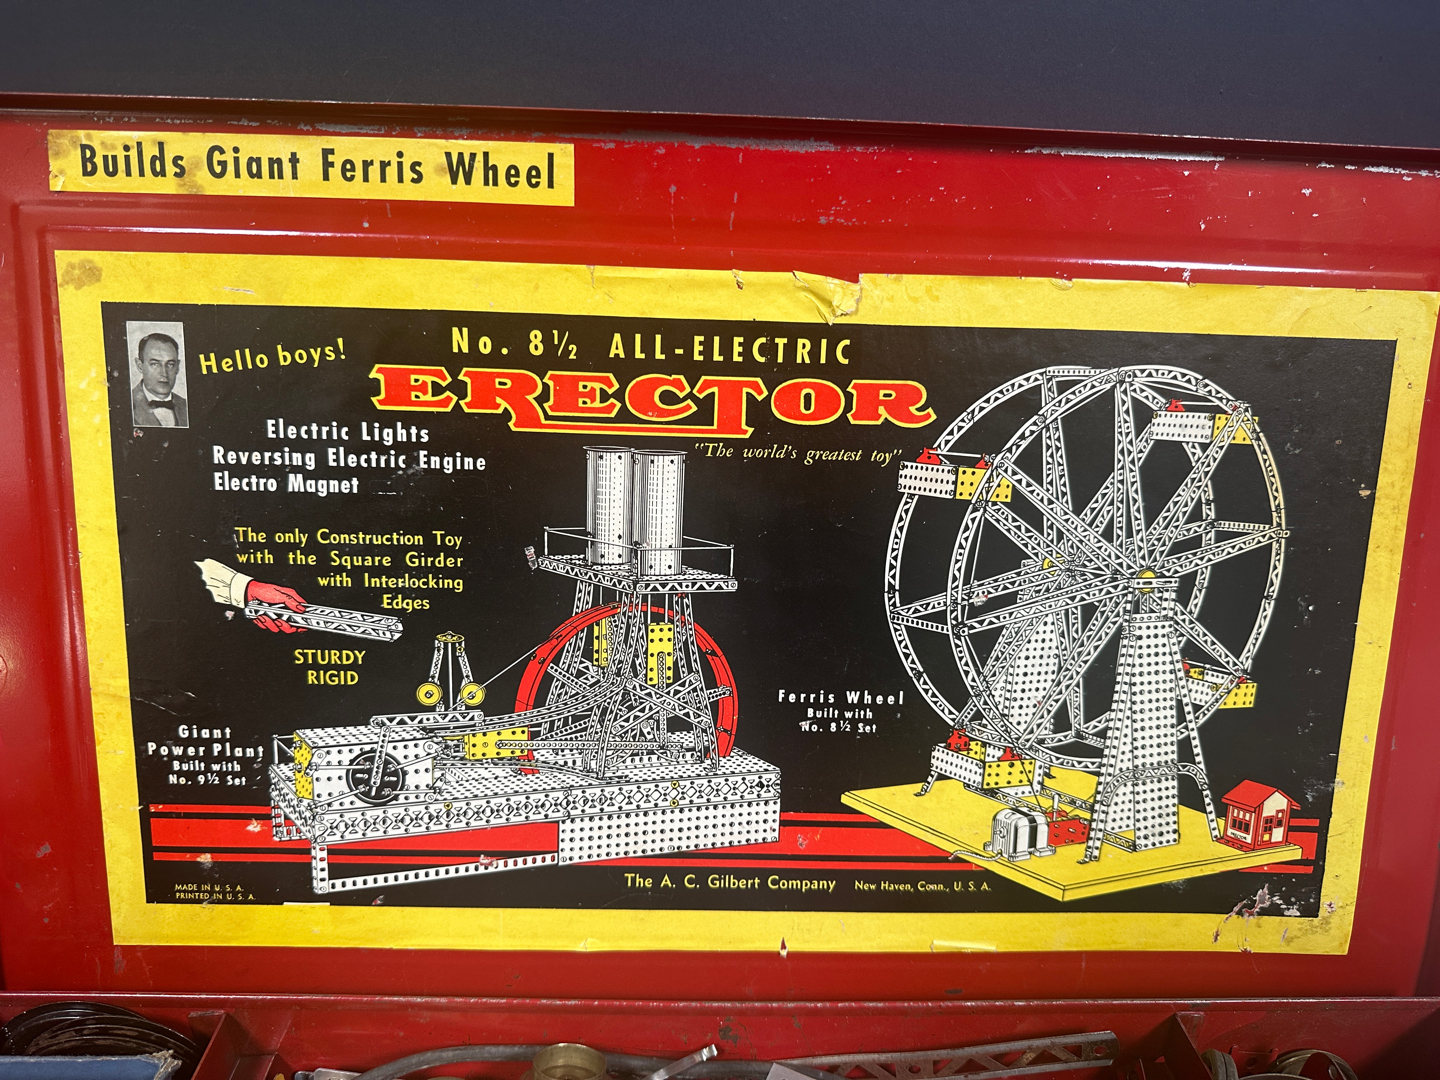 Builds Giant Ferris Wheel
Hello boys!
No. 8½ ALL-ELECTRIC
ERECTOR
"The world's greatest toy"
Electric Lights
Reversing Electric Engine
Electro Magnet
The only Construction Toy
with the Square Girder
with Interlocking
Edges
STURDY
RIGID
Giant
Power Plant
Built with
No. 9½ Set
Ferris Wheel
Built with
No. 8½ Set
MADE IN U. S. A.
PRINTED IN U. S. A.
The A. C. Gilbert Company New Haven, Conn., U. S. A.